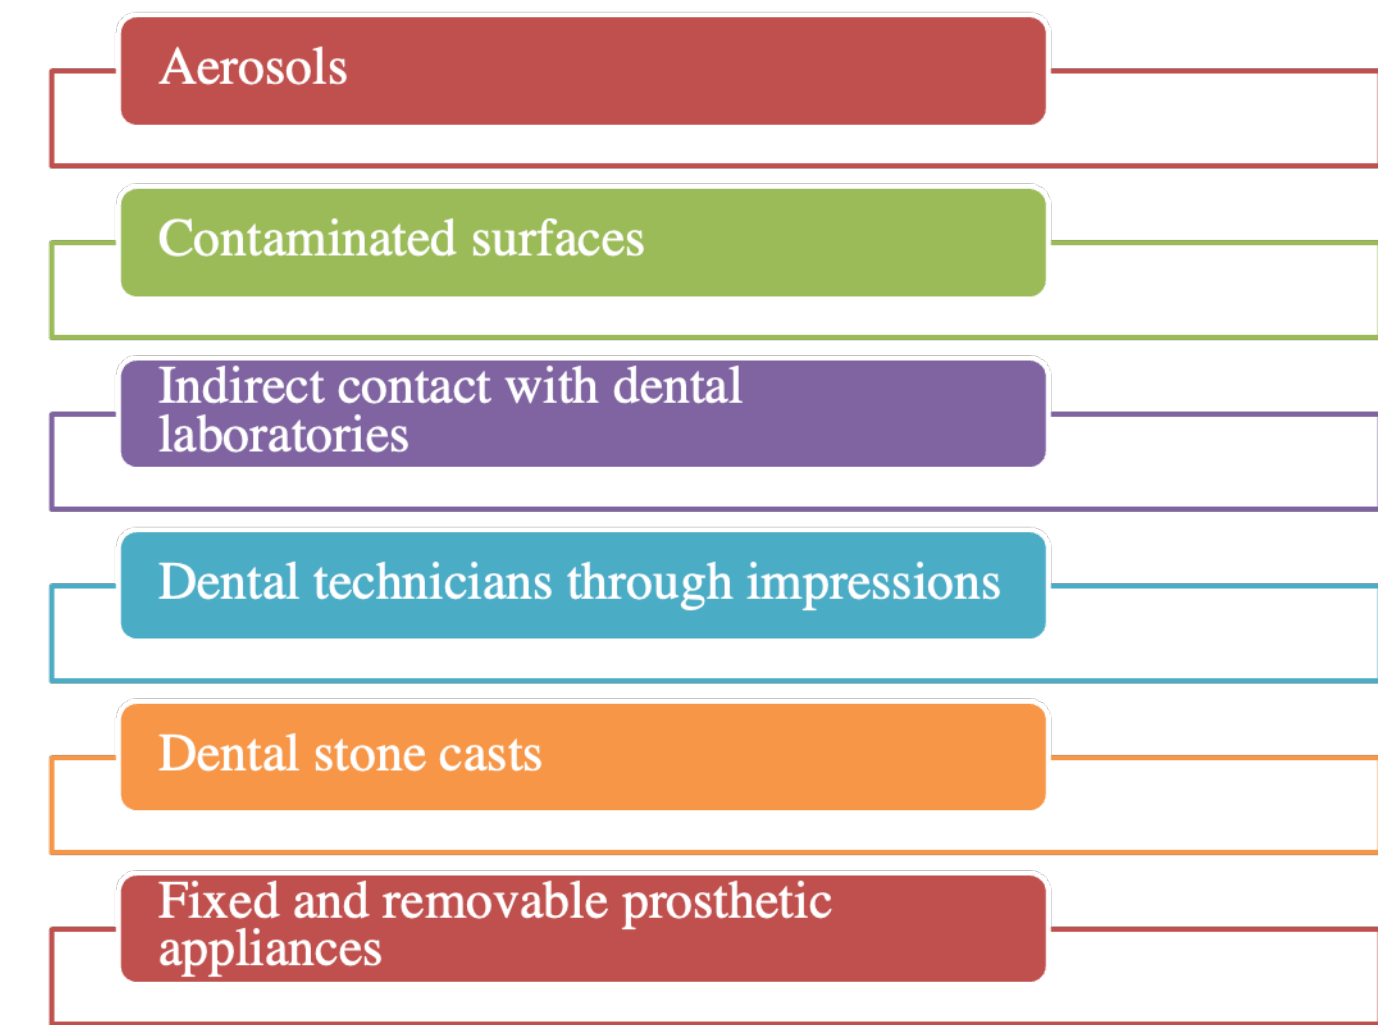 Aerosols
Contaminated surfaces
Indirect contact with dental
laboratories
Dental technicians through impressions
Dental stone casts
Fixed and removable prosthetic
appliances